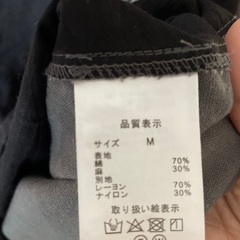 品質表示
サイズ M
表地
綿 70%
麻 30%
別地
レーヨン 70%
ナイロン 30%
取り扱い絵表示